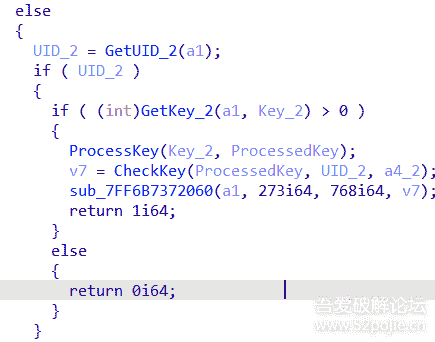 else
{
UID_2 = GetUID_2(a1);
if ( UID_2 )
{
if ( (int)GetKey_2(a1, Key_2) > 0 )
{
ProcessKey(Key_2, ProcessedKey);
v7 = CheckKey(ProcessedKey, UID_2, a4_2);
sub_7FF6B7372060(a1, 273i64, 768i64, v7);
return 1i64;
}
else
{
return 0i64;
}
}
吾爱破解论坛
www.52pojie.cn